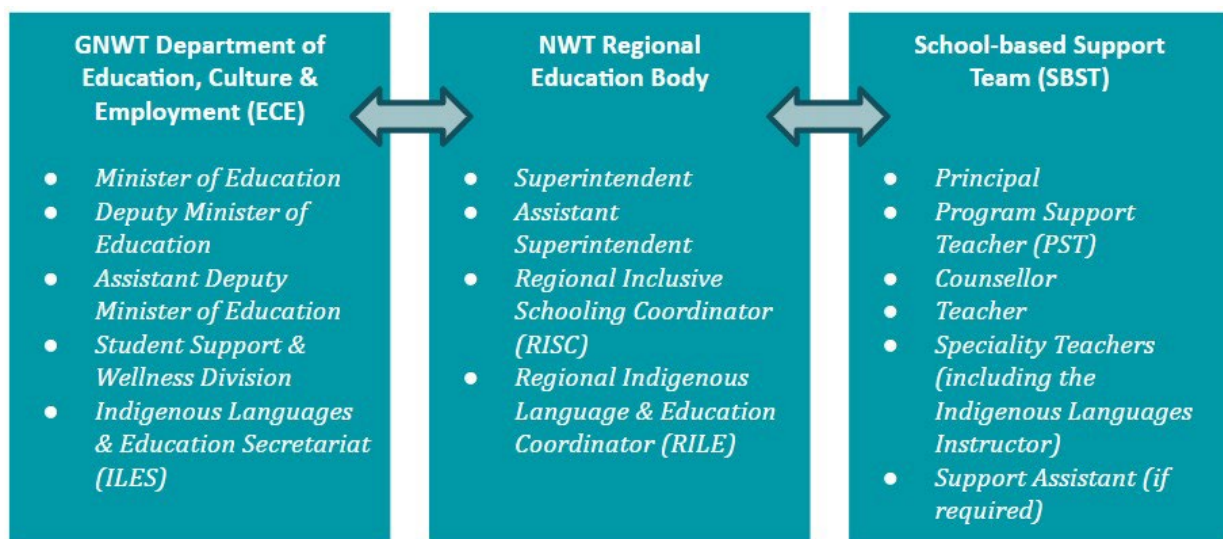 GNWT Department of
Education, Culture &
Employment (ECE)
● Minister of Education
● Deputy Minister of
Education
● Assistant Deputy
Minister of Education
● Student Support &
Wellness Division
● Indigenous Languages
& Education Secretariat
(ILES)
NWT Regional
Education Body
● Superintendent
● Assistant
Superintendent
● Regional Inclusive
Schooling Coordinator
(RISC)
● Regional Indigenous
Language & Education
Coordinator (RILE)
School-based Support
Team (SBST)
● Principal
● Program Support
Teacher (PST)
● Counsellor
● Teacher
● Speciality Teachers
(including the
Indigenous Languages
Instructor)
● Support Assistant (if
required)